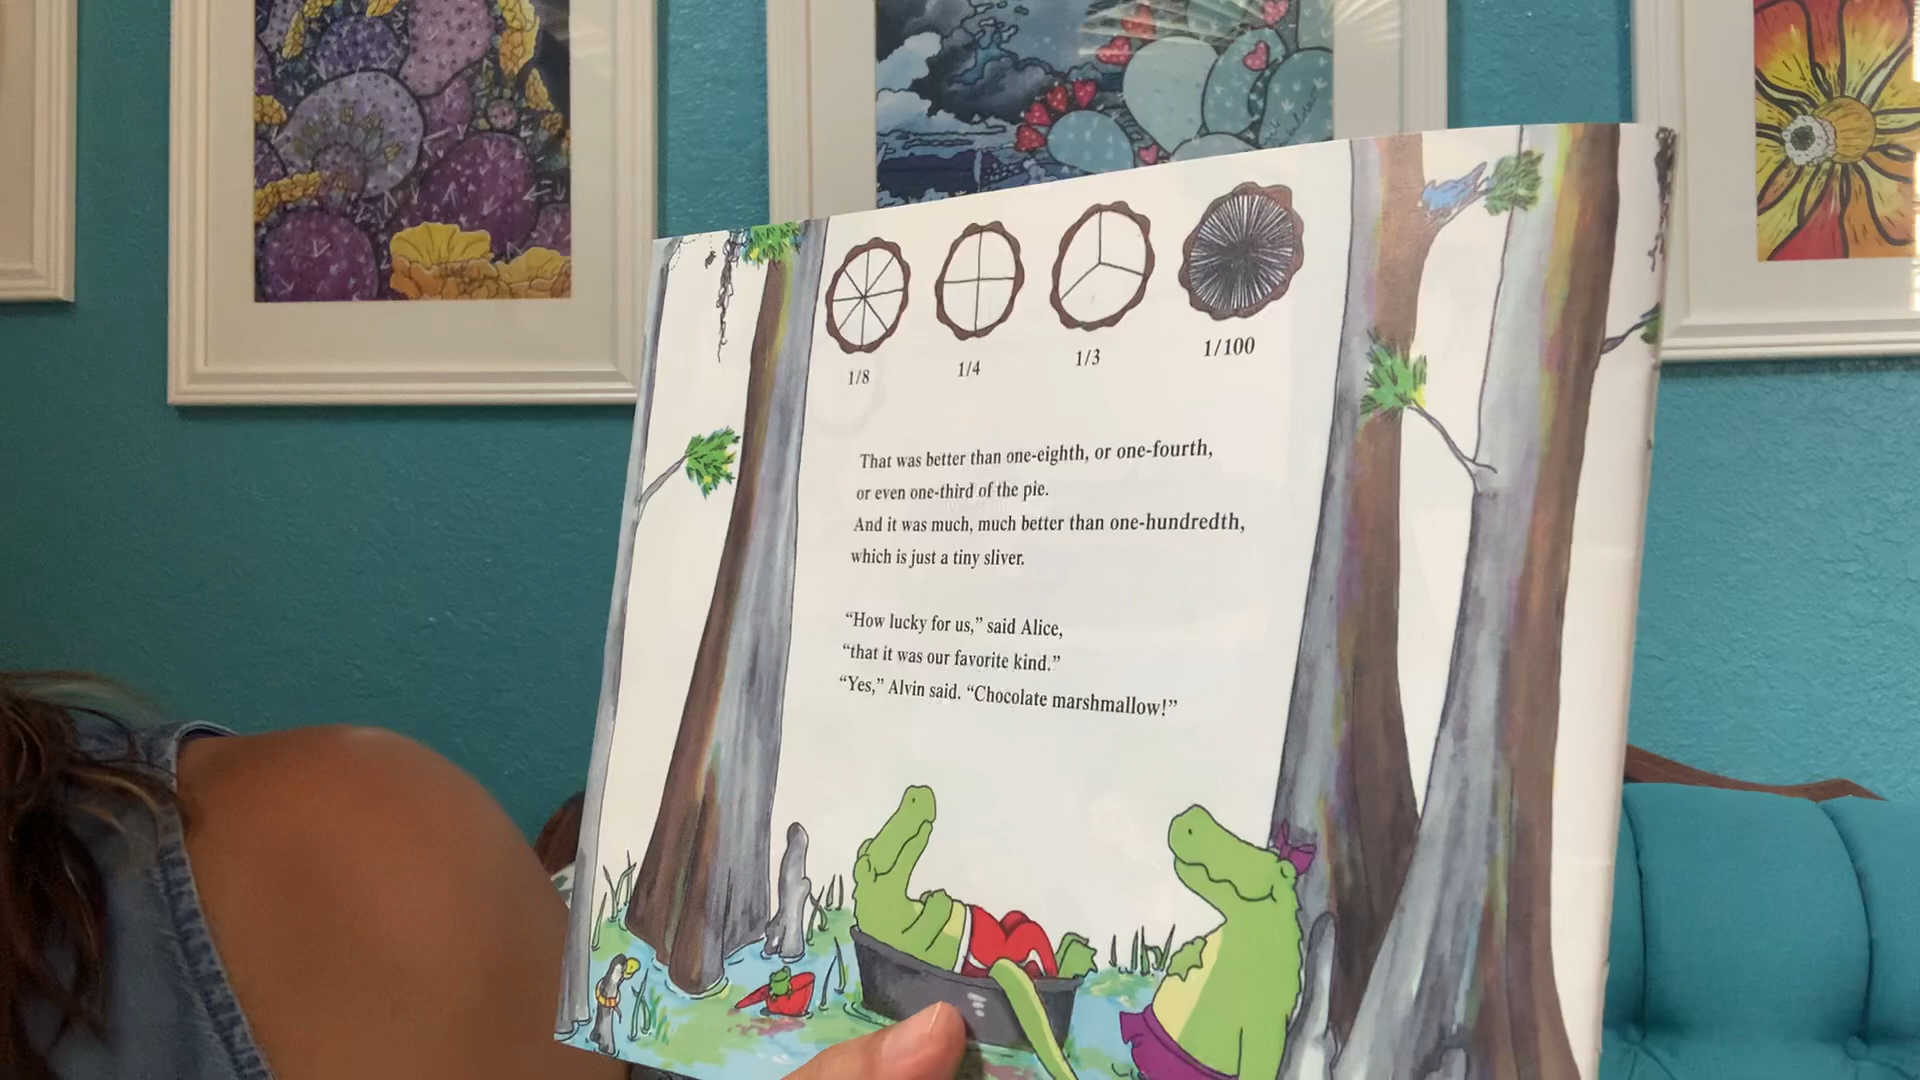 1/8 1/4 1/3 1/100
That was better than one-eighth, or one-fourth,
or even one-third of the pie.
And it was much, much better than one-hundredth,
which is just a tiny sliver.
“How lucky for us,” said Alice,
“that it was our favorite kind.”
“Yes,” Alvin said. “Chocolate marshmallow!”